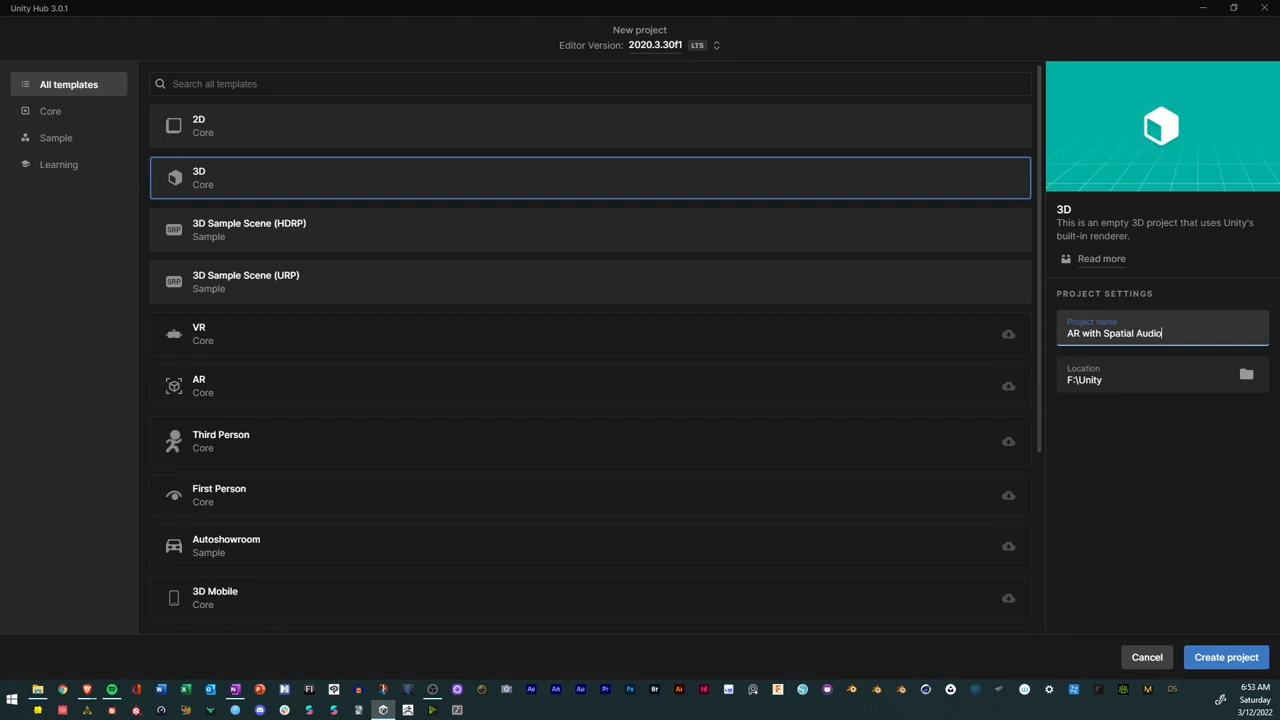 Unity Hub 3.0.1
New project
Editor Version: 2020.3.30f1 LTS
All templates
Core
Sample
Learning
Search all templates
2D
Core
3D
Core
SRP
3D Sample Scene (HDRP)
Sample
SRP
3D Sample Scene (URP)
Sample
VR
Core
AR
Core
Third Person
Core
First Person
Core
Autoshowroom
Sample
3D Mobile
Core
3D
This is an empty 3D project that uses Unity's
built-in renderer.
Read more
PROJECT SETTINGS
Project name
AR with Spatial Audio
Location
F:\Unity
Cancel
Create project
6:53 AM
Saturday
3/12/2022